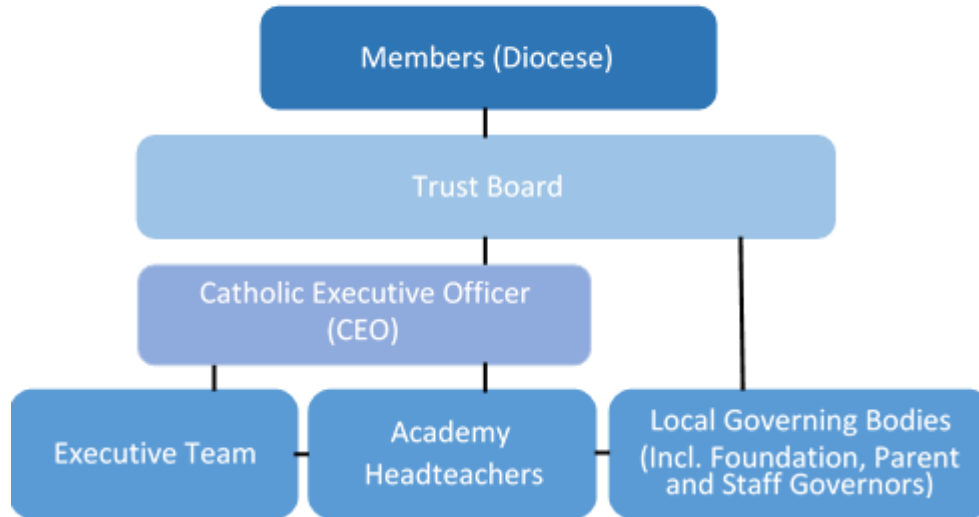 Members (Diocese)
Trust Board
Catholic Executive Officer
(CEO)
Executive Team
Academy
Headteachers
Local Governing Bodies
(Incl. Foundation, Parent
and Staff Governors)